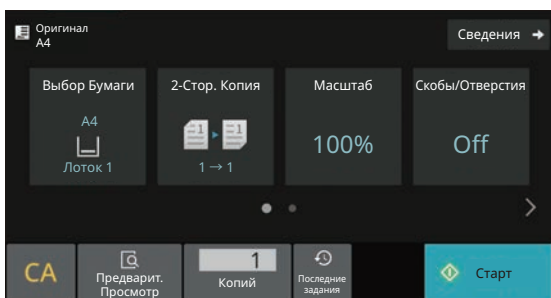 Оригинал
A4
Сведения
Выбор Бумаги
A4
Лоток 1
2-Стор. Копия
1 → 1
Масштаб
100%
Скобы/Отверстия
Off
CA
Предварит.
Просмотр
1
Копий
Последние
задания
Старт